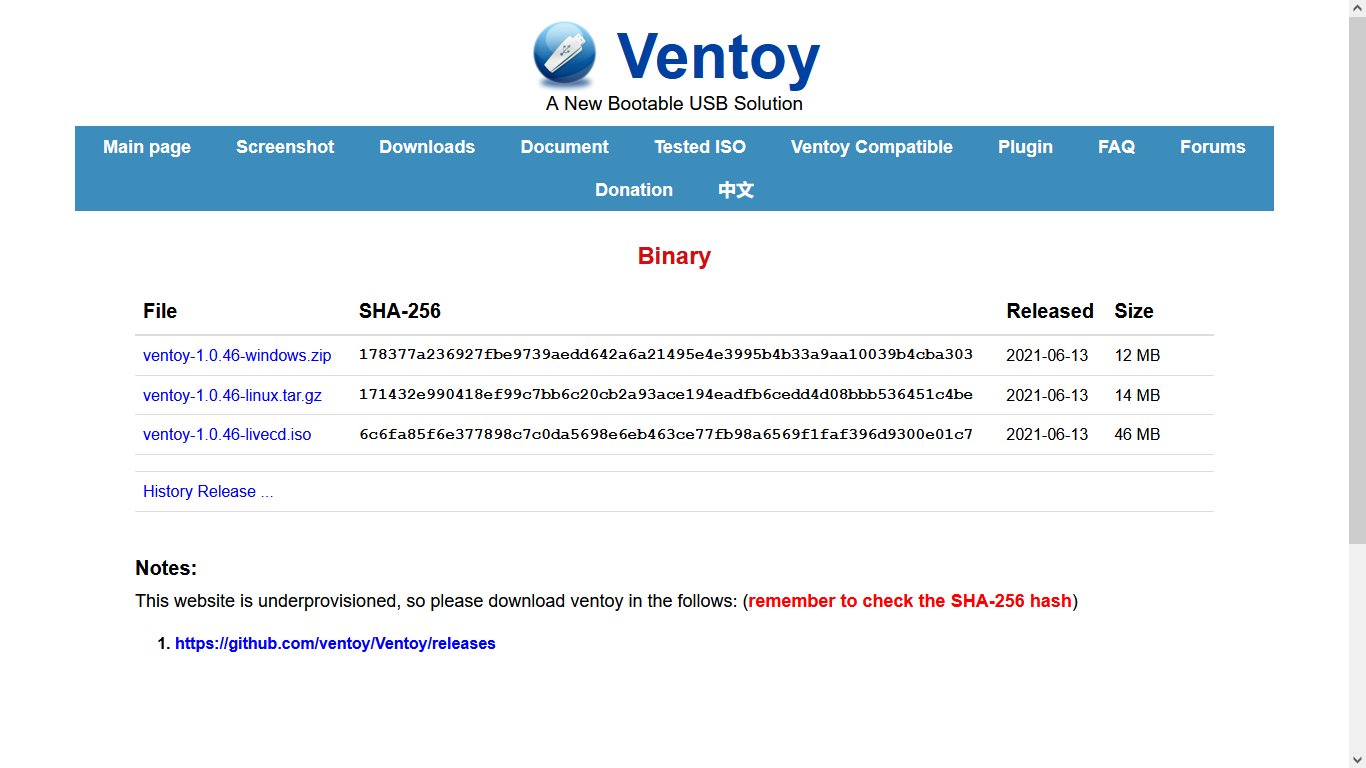 Ventoy
A New Bootable USB Solution
Main page Screenshot Downloads Document Tested ISO Ventoy Compatible Plugin FAQ Forums
Donation 中文
Binary
File SHA-256 Released Size
ventoy-1.0.46-windows.zip 178377a236927fbe9739aedd642a6a21495e4e3995b4b33a9aa10039b4cba303 2021-06-13 12 MB
ventoy-1.0.46-linux.tar.gz 171432e990418ef99c7bb6c20cb2a93ace194eadfb6cedd4d08bbb536451c4be 2021-06-13 14 MB
ventoy-1.0.46-livecd.iso 6c6fa85f6e377898c7c0da5698e6eb463ce77fb98a6569f1faf396d9300e01c7 2021-06-13 46 MB
History Release ...
Notes:
This website is underprovisioned, so please download ventoy in the follows: (remember to check the SHA-256 hash)
1. https://github.com/ventoy/Ventoy/releases